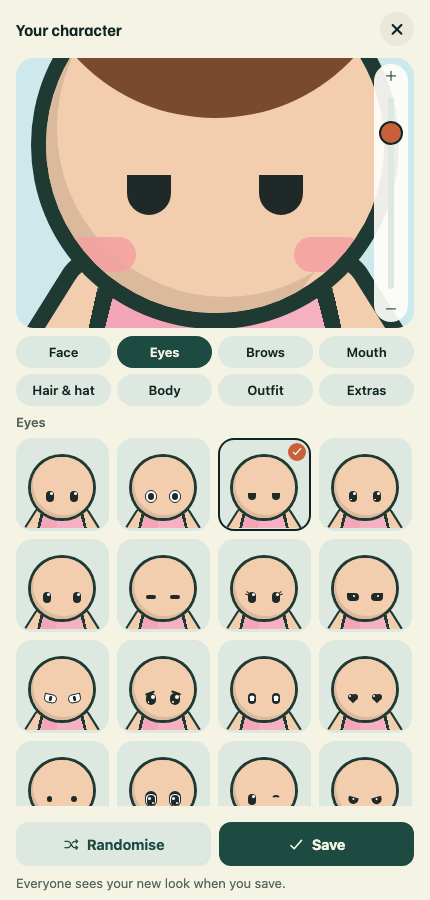 Your character
Face
Eyes
Brows
Mouth
Hair & hat
Body
Outfit
Extras
Eyes
Randomise
Save
Everyone sees your new look when you save.